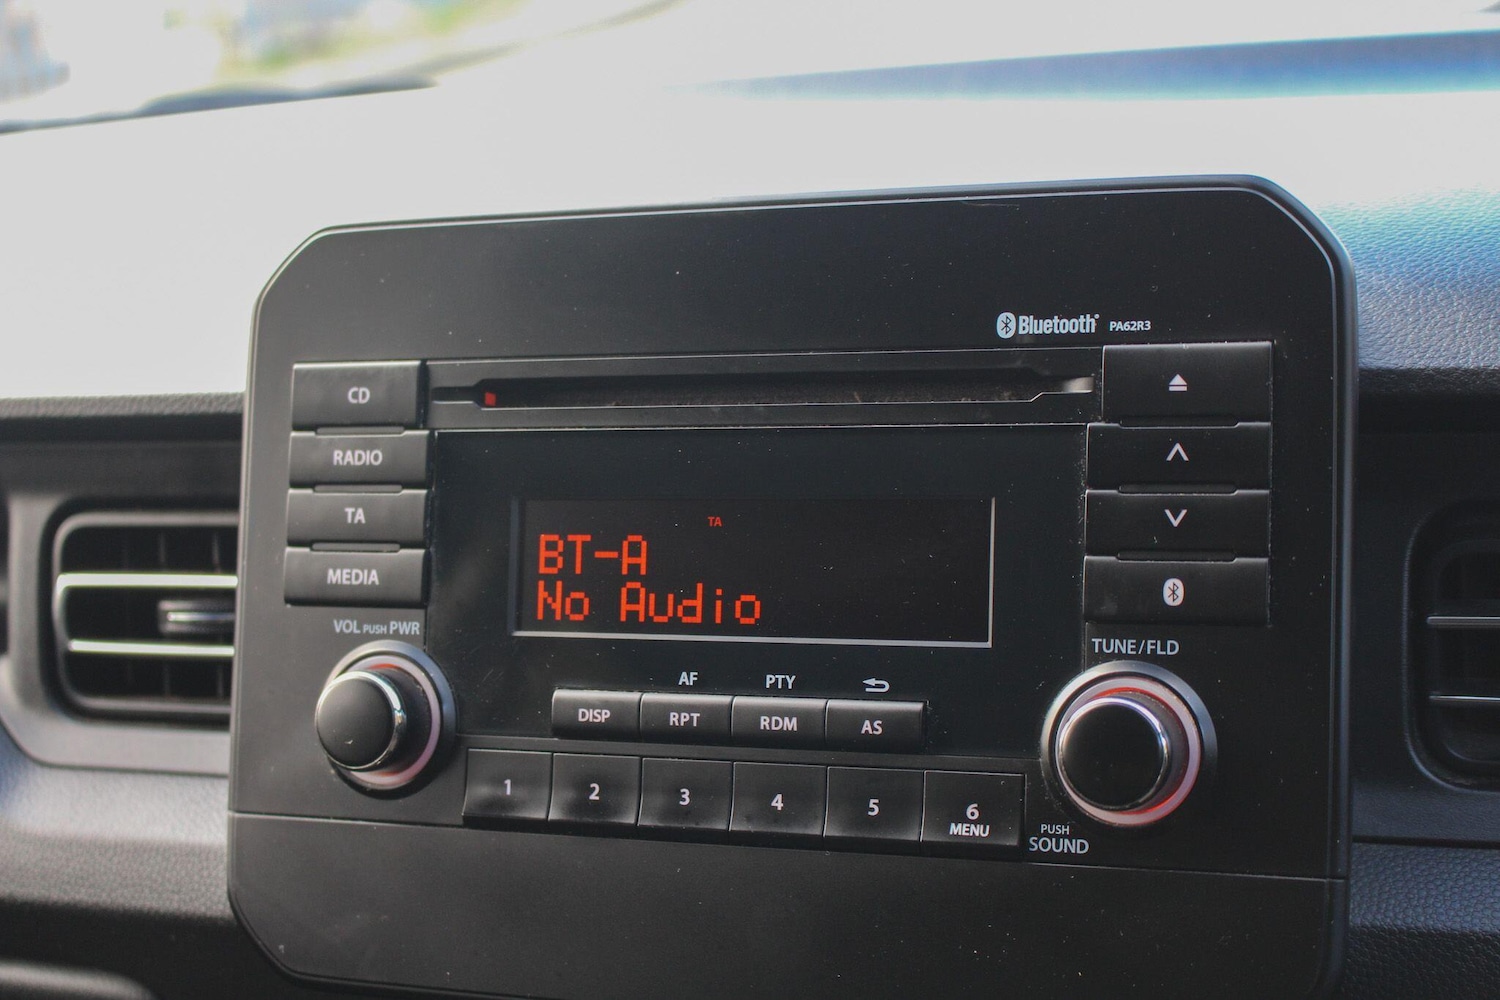 Bluetooth® PA62R3
CD
RADIO
TA
MEDIA
VOL PUSH PWR
TA
BT-A
No Audio
TUNE/FLD
AF PTY
DISP RPT RDM AS
1 2 3 4 5 6
MENU
PUSH
SOUND